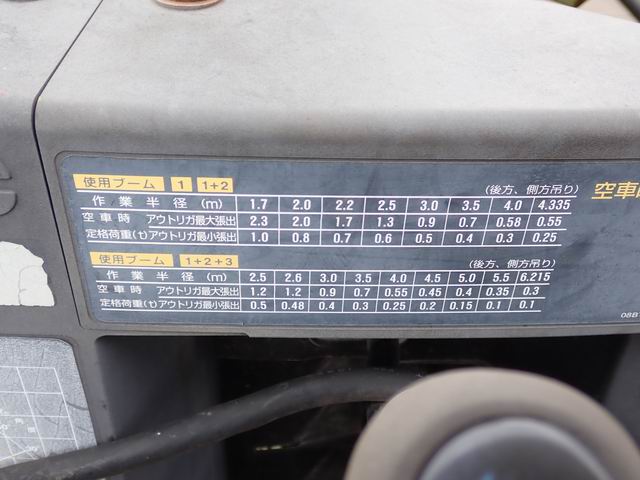 使用ブーム 1 1+2 (後方、側方吊り)
作業半径(m) 1.7 2.0 2.2 2.5 3.0 3.5 4.0 4.335
空車時 アウトリガ最大張出 2.3 2.0 1.7 1.3 0.9 0.7 0.58 0.55
定格荷重(t) アウトリガ最小張出 1.0 0.8 0.7 0.6 0.5 0.4 0.3 0.25
使用ブーム 1+2+3 (後方、側方吊り)
作業半径(m) 2.5 2.6 3.0 3.5 4.0 4.5 5.0 5.5 6.215
空車時 アウトリガ最大張出 1.2 1.2 0.9 0.7 0.55 0.45 0.4 0.35 0.3
定格荷重(t) アウトリガ最小張出 0.5 0.48 0.4 0.3 0.25 0.2 0.15 0.1 0.1
空車